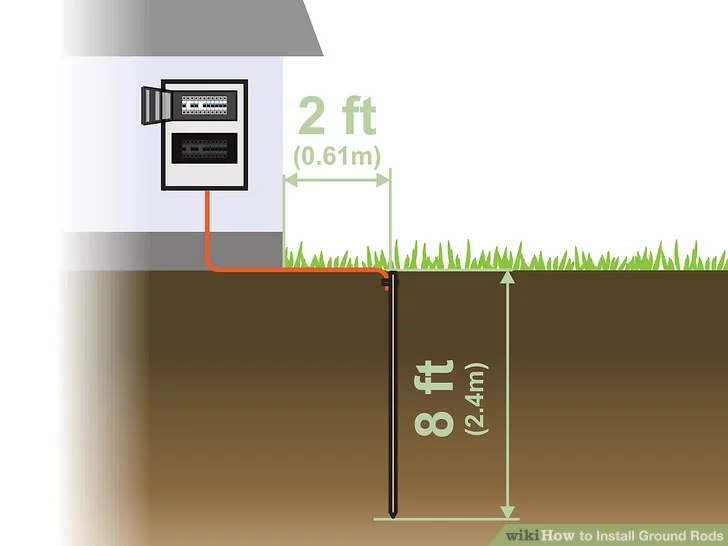 2 ft
(0.61m)
8 ft
(2.4m)
wikiHow to Install Ground Rods